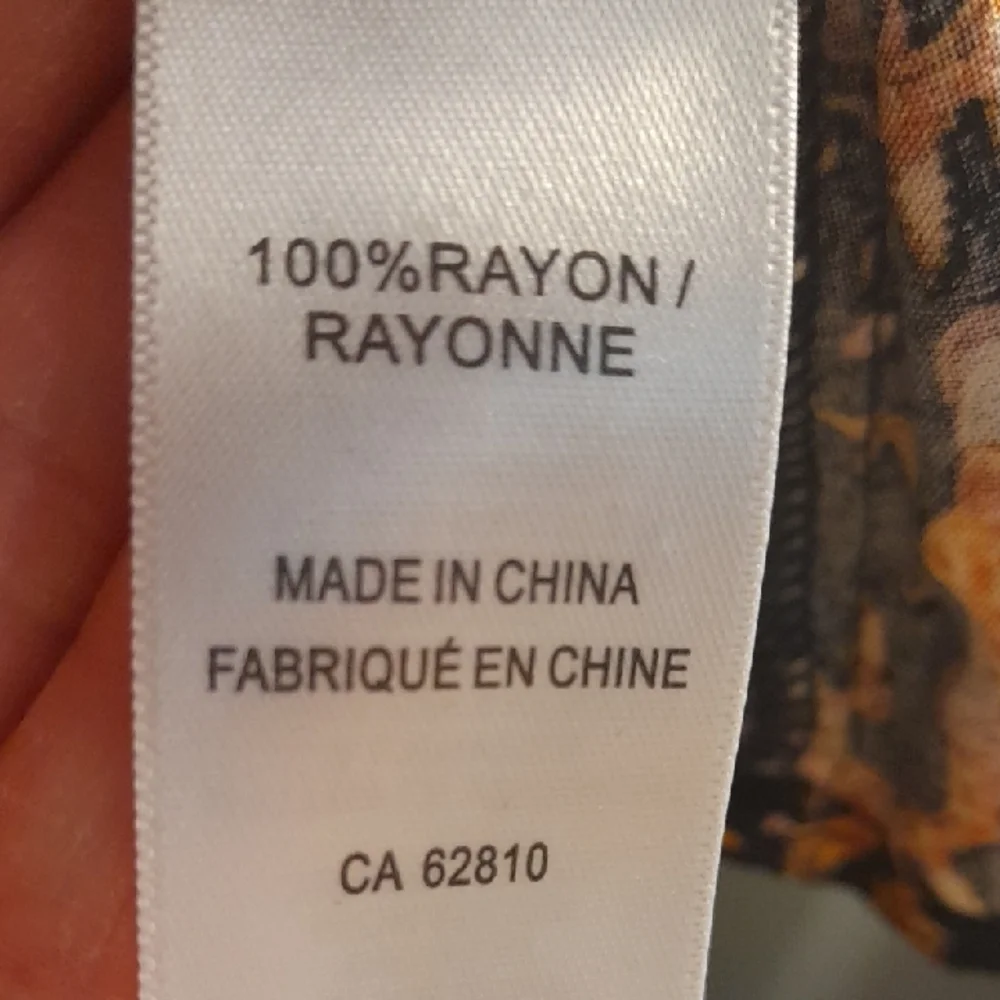 100%RAYON /
RAYONNE
MADE IN CHINA
FABRIQUÉ EN CHINE
CA 62810